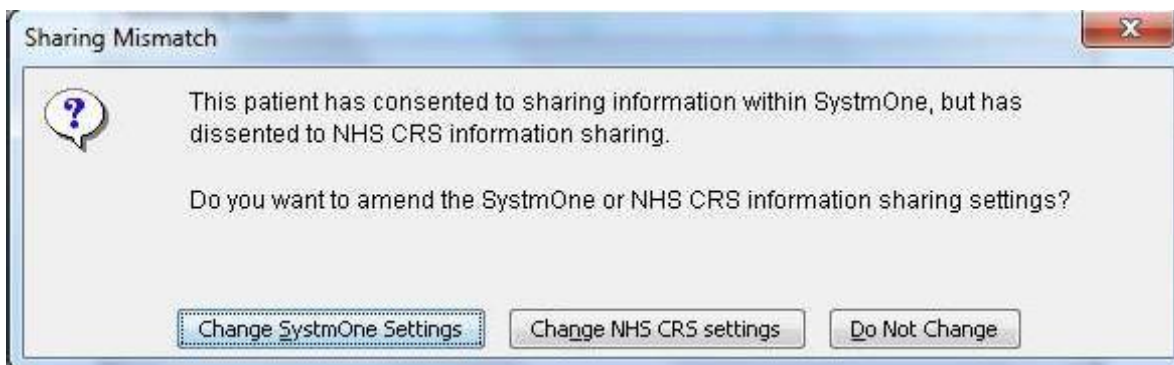 Sharing Mismatch
This patient has consented to sharing information within SystmOne, but has
dissented to NHS CRS information sharing.
Do you want to amend the SystmOne or NHS CRS information sharing settings?
Change SystmOne Settings Change NHS CRS settings Do Not Change